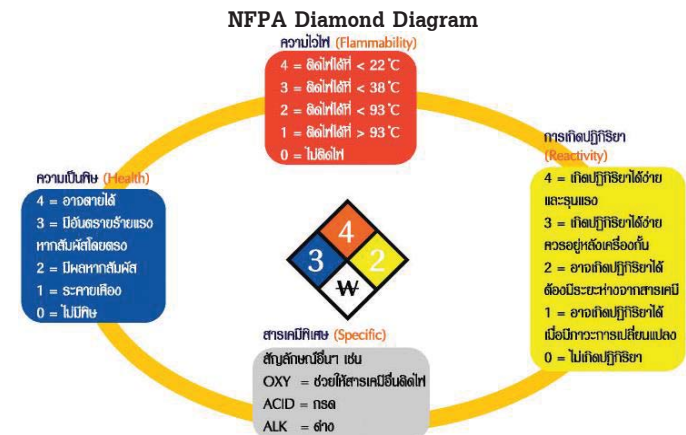 NFPA Diamond Diagram
ความไวไฟ (Flammability)
4 = ติดไฟได้ที่ < 22 ํC
3 = ติดไฟได้ที่ < 38 ํC
2 = ติดไฟได้ที่ < 93 ํC
1 = ติดไฟได้ที่ > 93 ํC
0 = ไม่ติดไฟ
ความเป็นพิษ (Health)
4 = อาจตายได้
3 = มีอันตรายร้ายแรง
หากสัมผัสโดยตรง
2 = มีผลหากสัมผัส
1 = ระคายเคือง
0 = ไม่มีพิษ
4
3
2
W
การเกิดปฏิกิริยา
(Reactivity)
4 = เกิดปฏิกิริยาได้ง่าย
และรุนแรง
3 = เกิดปฏิกิริยาได้ง่าย
ควรอยู่หลังเครื่องกั้น
2 = อาจเกิดปฏิกิริยาได้
ต้องมีระยะห่างจากสารเคมี
1 = อาจเกิดปฏิกิริยาได้
เมื่อมีภาวะการเปลี่ยนแปลง
0 = ไม่เกิดปฏิกิริยา
สารเคมีพิเศษ (Specific)
สัญลักษณ์อื่นๆ เช่น
OXY = ช่วยให้สารเคมีอื่นติดไฟ
ACID = กรด
ALK = ด่าง